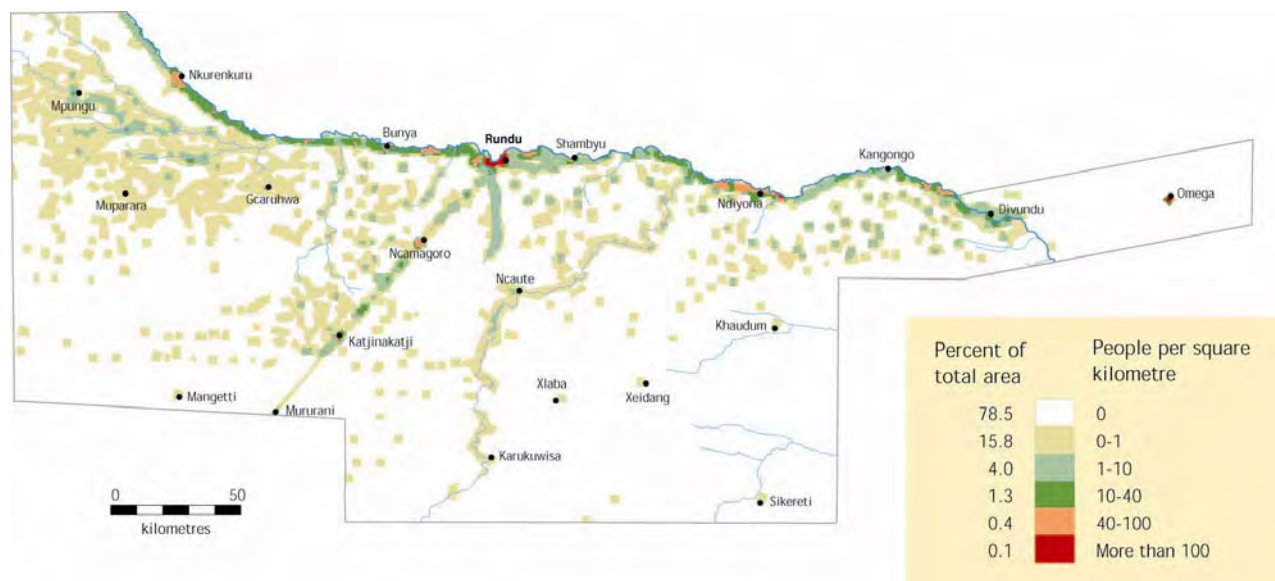 Nkurenkuru
Mpungu
Bunya
Rundu
Shambyu
Kangongo
Muparara
Gcaruhwa
Ndiyona
Divundu
Omega
Ncamagoro
Ncaute
Katjinakatji
Khaudum
Mangetti
Mururani
Xlaba
Xeidang
Karukuwisa
Sikereti
0 50
kilometres
Percent of People per square
total area kilometre
78.5 0
15.8 0-1
4.0 1-10
1.3 10-40
0.4 40-100
0.1 More than 100